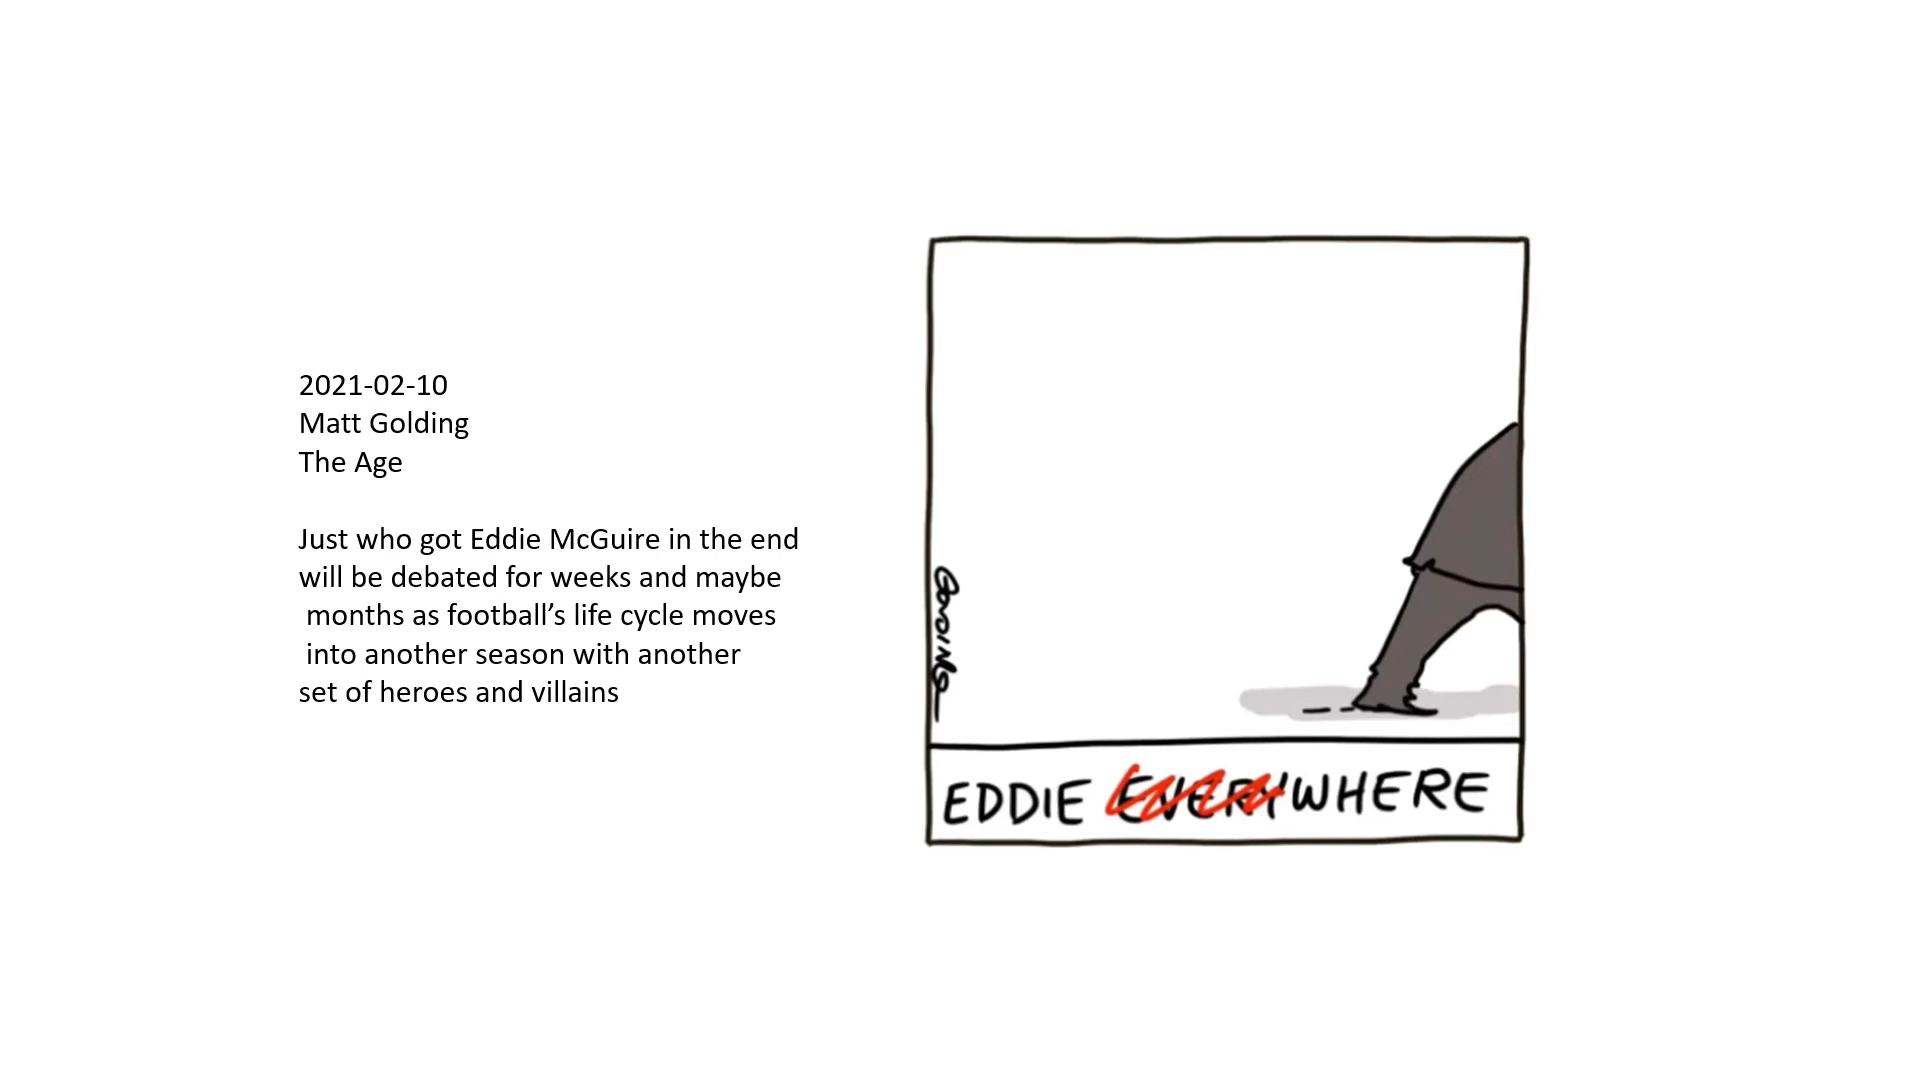 2021-02-10
Matt Golding
The Age
Just who got Eddie McGuire in the end
will be debated for weeks and maybe
months as football’s life cycle moves
into another season with another
set of heroes and villains
GOLDING
EDDIE EVERYWHERE